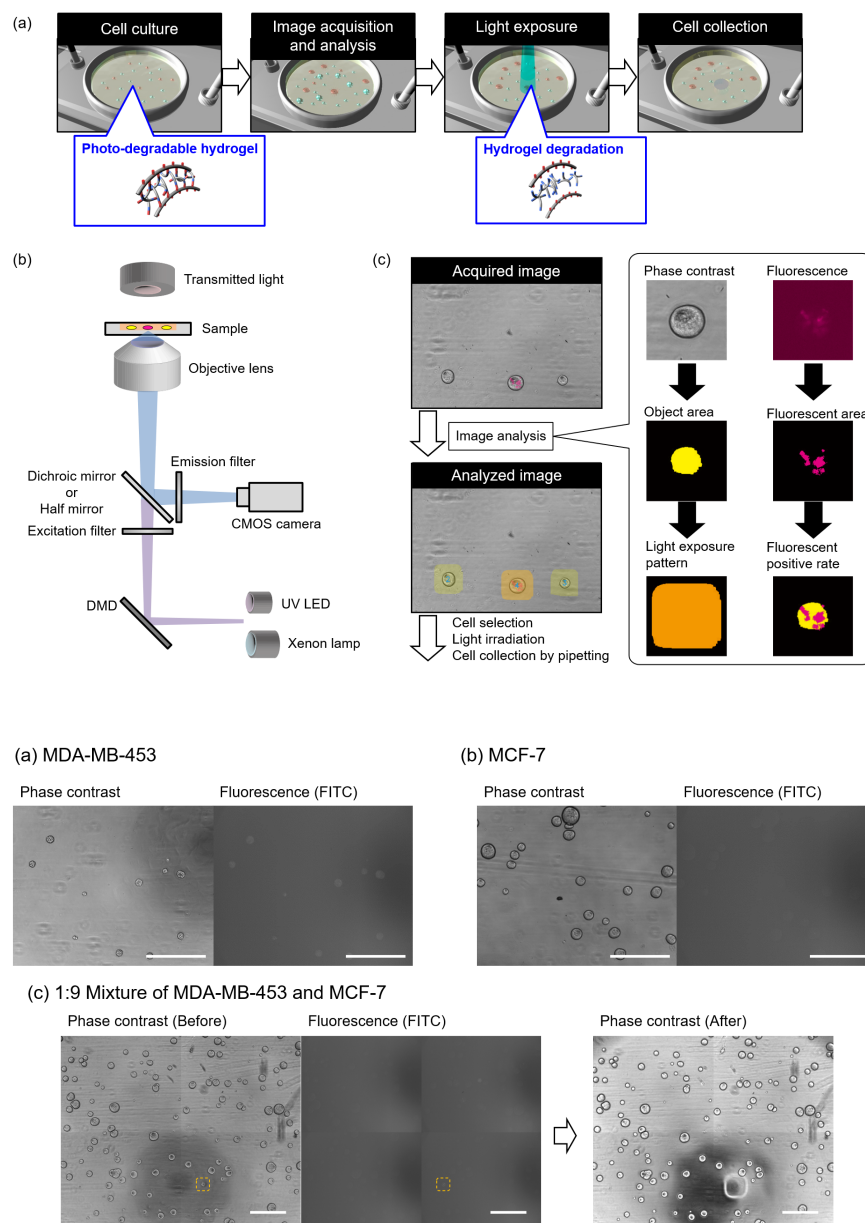 (a)
Cell culture
Image acquisition
and analysis
Light exposure
Cell collection
Photo-degradable hydrogel
Hydrogel degradation
(b)
Transmitted light
Sample
Objective lens
Emission filter
Dichroic mirror
or
Half mirror
CMOS camera
Excitation filter
DMD
UV LED
Xenon lamp
(c)
Acquired image
Image analysis
Analyzed image
Cell selection
Light irradiation
Cell collection by pipetting
Phase contrast
Fluorescence
Object area
Fluorescent area
Light exposure
pattern
Fluorescent
positive rate
(a) MDA-MB-453
Phase contrast
Fluorescence (FITC)
(b) MCF-7
Phase contrast
Fluorescence (FITC)
(c) 1:9 Mixture of MDA-MB-453 and MCF-7
Phase contrast (Before)
Fluorescence (FITC)
Phase contrast (After)